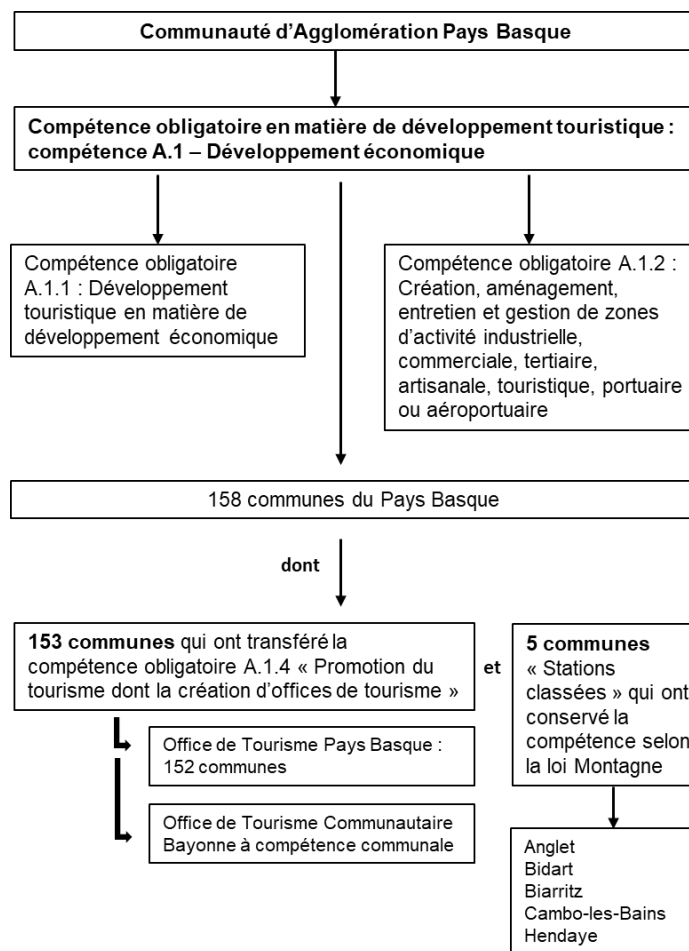 Communauté d'Agglomération Pays Basque
Compétence obligatoire en matière de développement touristique :
compétence A.1 – Développement économique
Compétence obligatoire
A.1.1 : Développement
touristique en matière de
développement économique
Compétence obligatoire A.1.2 :
Création, aménagement,
entretien et gestion de zones
d'activité industrielle,
commerciale, tertiaire,
artisanale, touristique, portuaire
ou aéroportuaire
158 communes du Pays Basque
dont
153 communes qui ont transféré la
compétence obligatoire A.1.4 « Promotion du
tourisme dont la création d'offices de tourisme »
et
5 communes
« Stations
classées » qui ont
conservé la
compétence selon
la loi Montagne
Office de Tourisme Pays Basque :
152 communes
Office de Tourisme Communautaire
Bayonne à compétence communale
Anglet
Bidart
Biarritz
Cambo-les-Bains
Hendaye